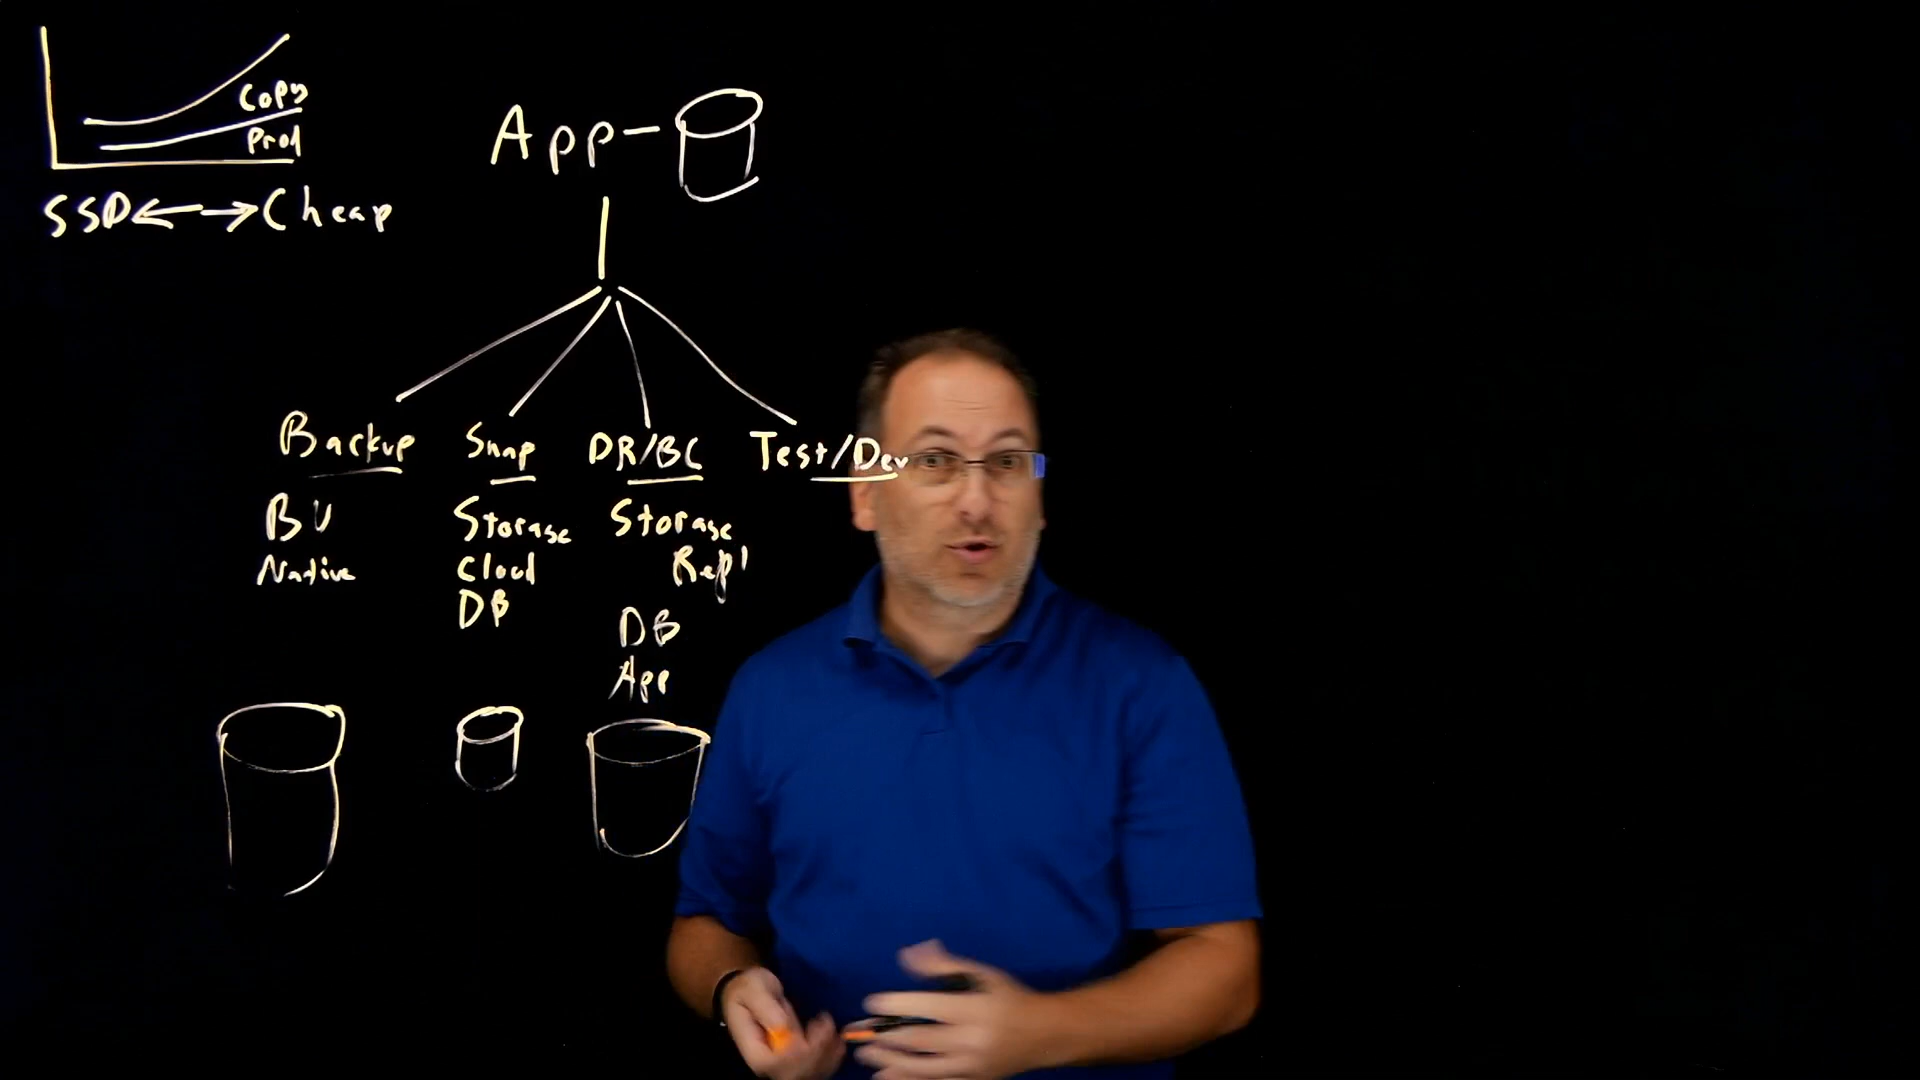 Copy
Prod
SSD Cheap
App
Backup Snap DR/BC Test/Dev
BU Storage Storage
Native Cloud Repl
DB DB
App